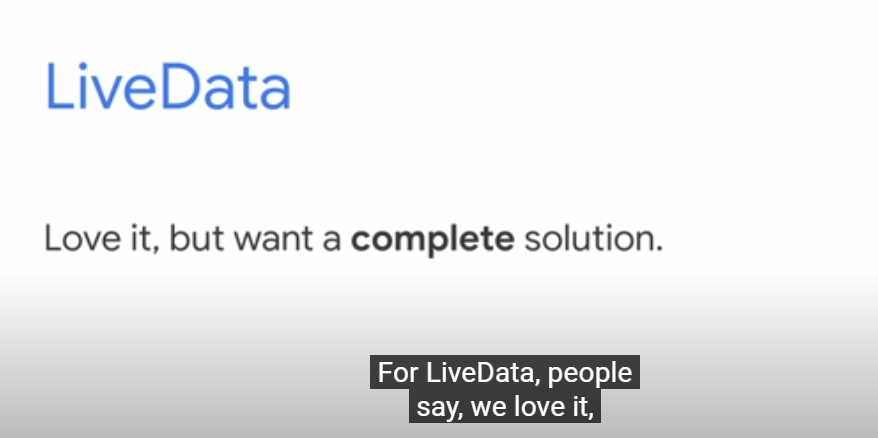 LiveData
Love it, but want a complete solution.
For LiveData, people
say, we love it,